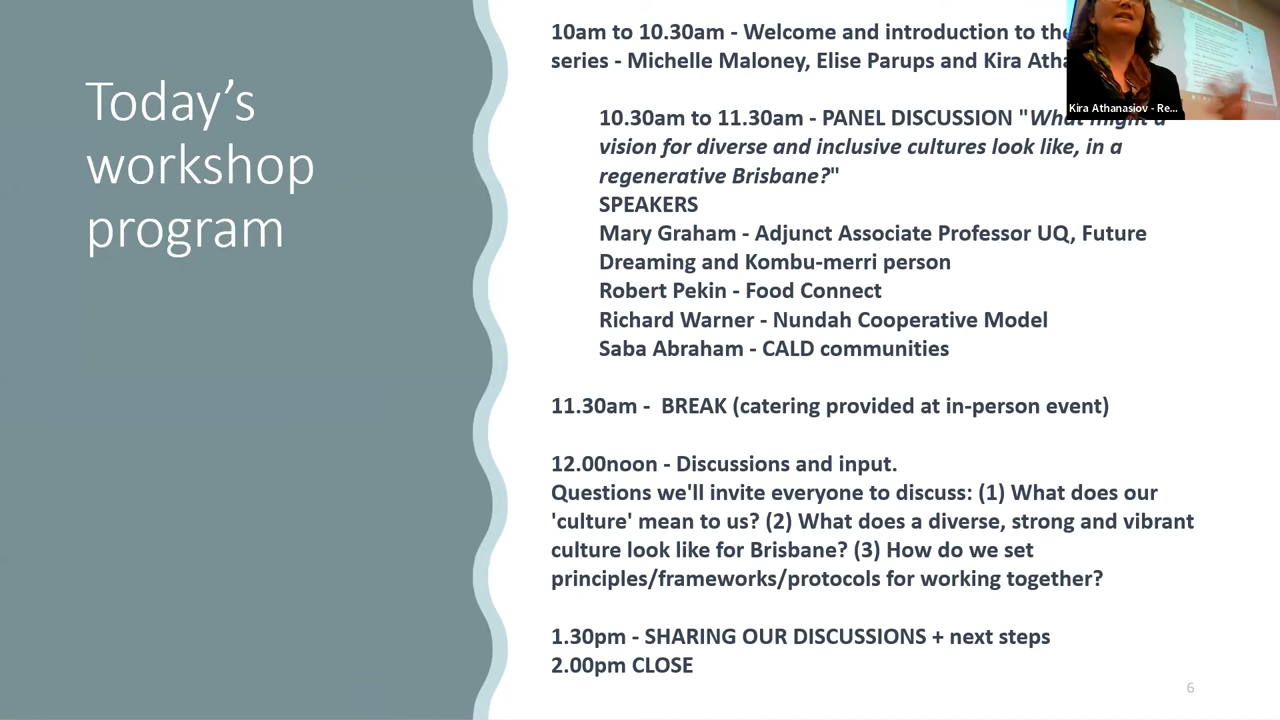 Today's
workshop
program
10am to 10.30am - Welcome and introduction to the
series - Michelle Maloney, Elise Parups and Kira Atha
10.30am to 11.30am - PANEL DISCUSSION "What might a
vision for diverse and inclusive cultures look like, in a
regenerative Brisbane?"
SPEAKERS
Mary Graham - Adjunct Associate Professor UQ, Future
Dreaming and Kombu-merri person
Robert Pekin - Food Connect
Richard Warner - Nundah Cooperative Model
Saba Abraham - CALD communities
11.30am -  BREAK (catering provided at in-person event)
12.00noon - Discussions and input.
Questions we'll invite everyone to discuss: (1) What does our
'culture' mean to us? (2) What does a diverse, strong and vibrant
culture look like for Brisbane? (3) How do we set
principles/frameworks/protocols for working together?
1.30pm - SHARING OUR DISCUSSIONS + next steps
2.00pm CLOSE
6
Kira Athanasiov - Re...